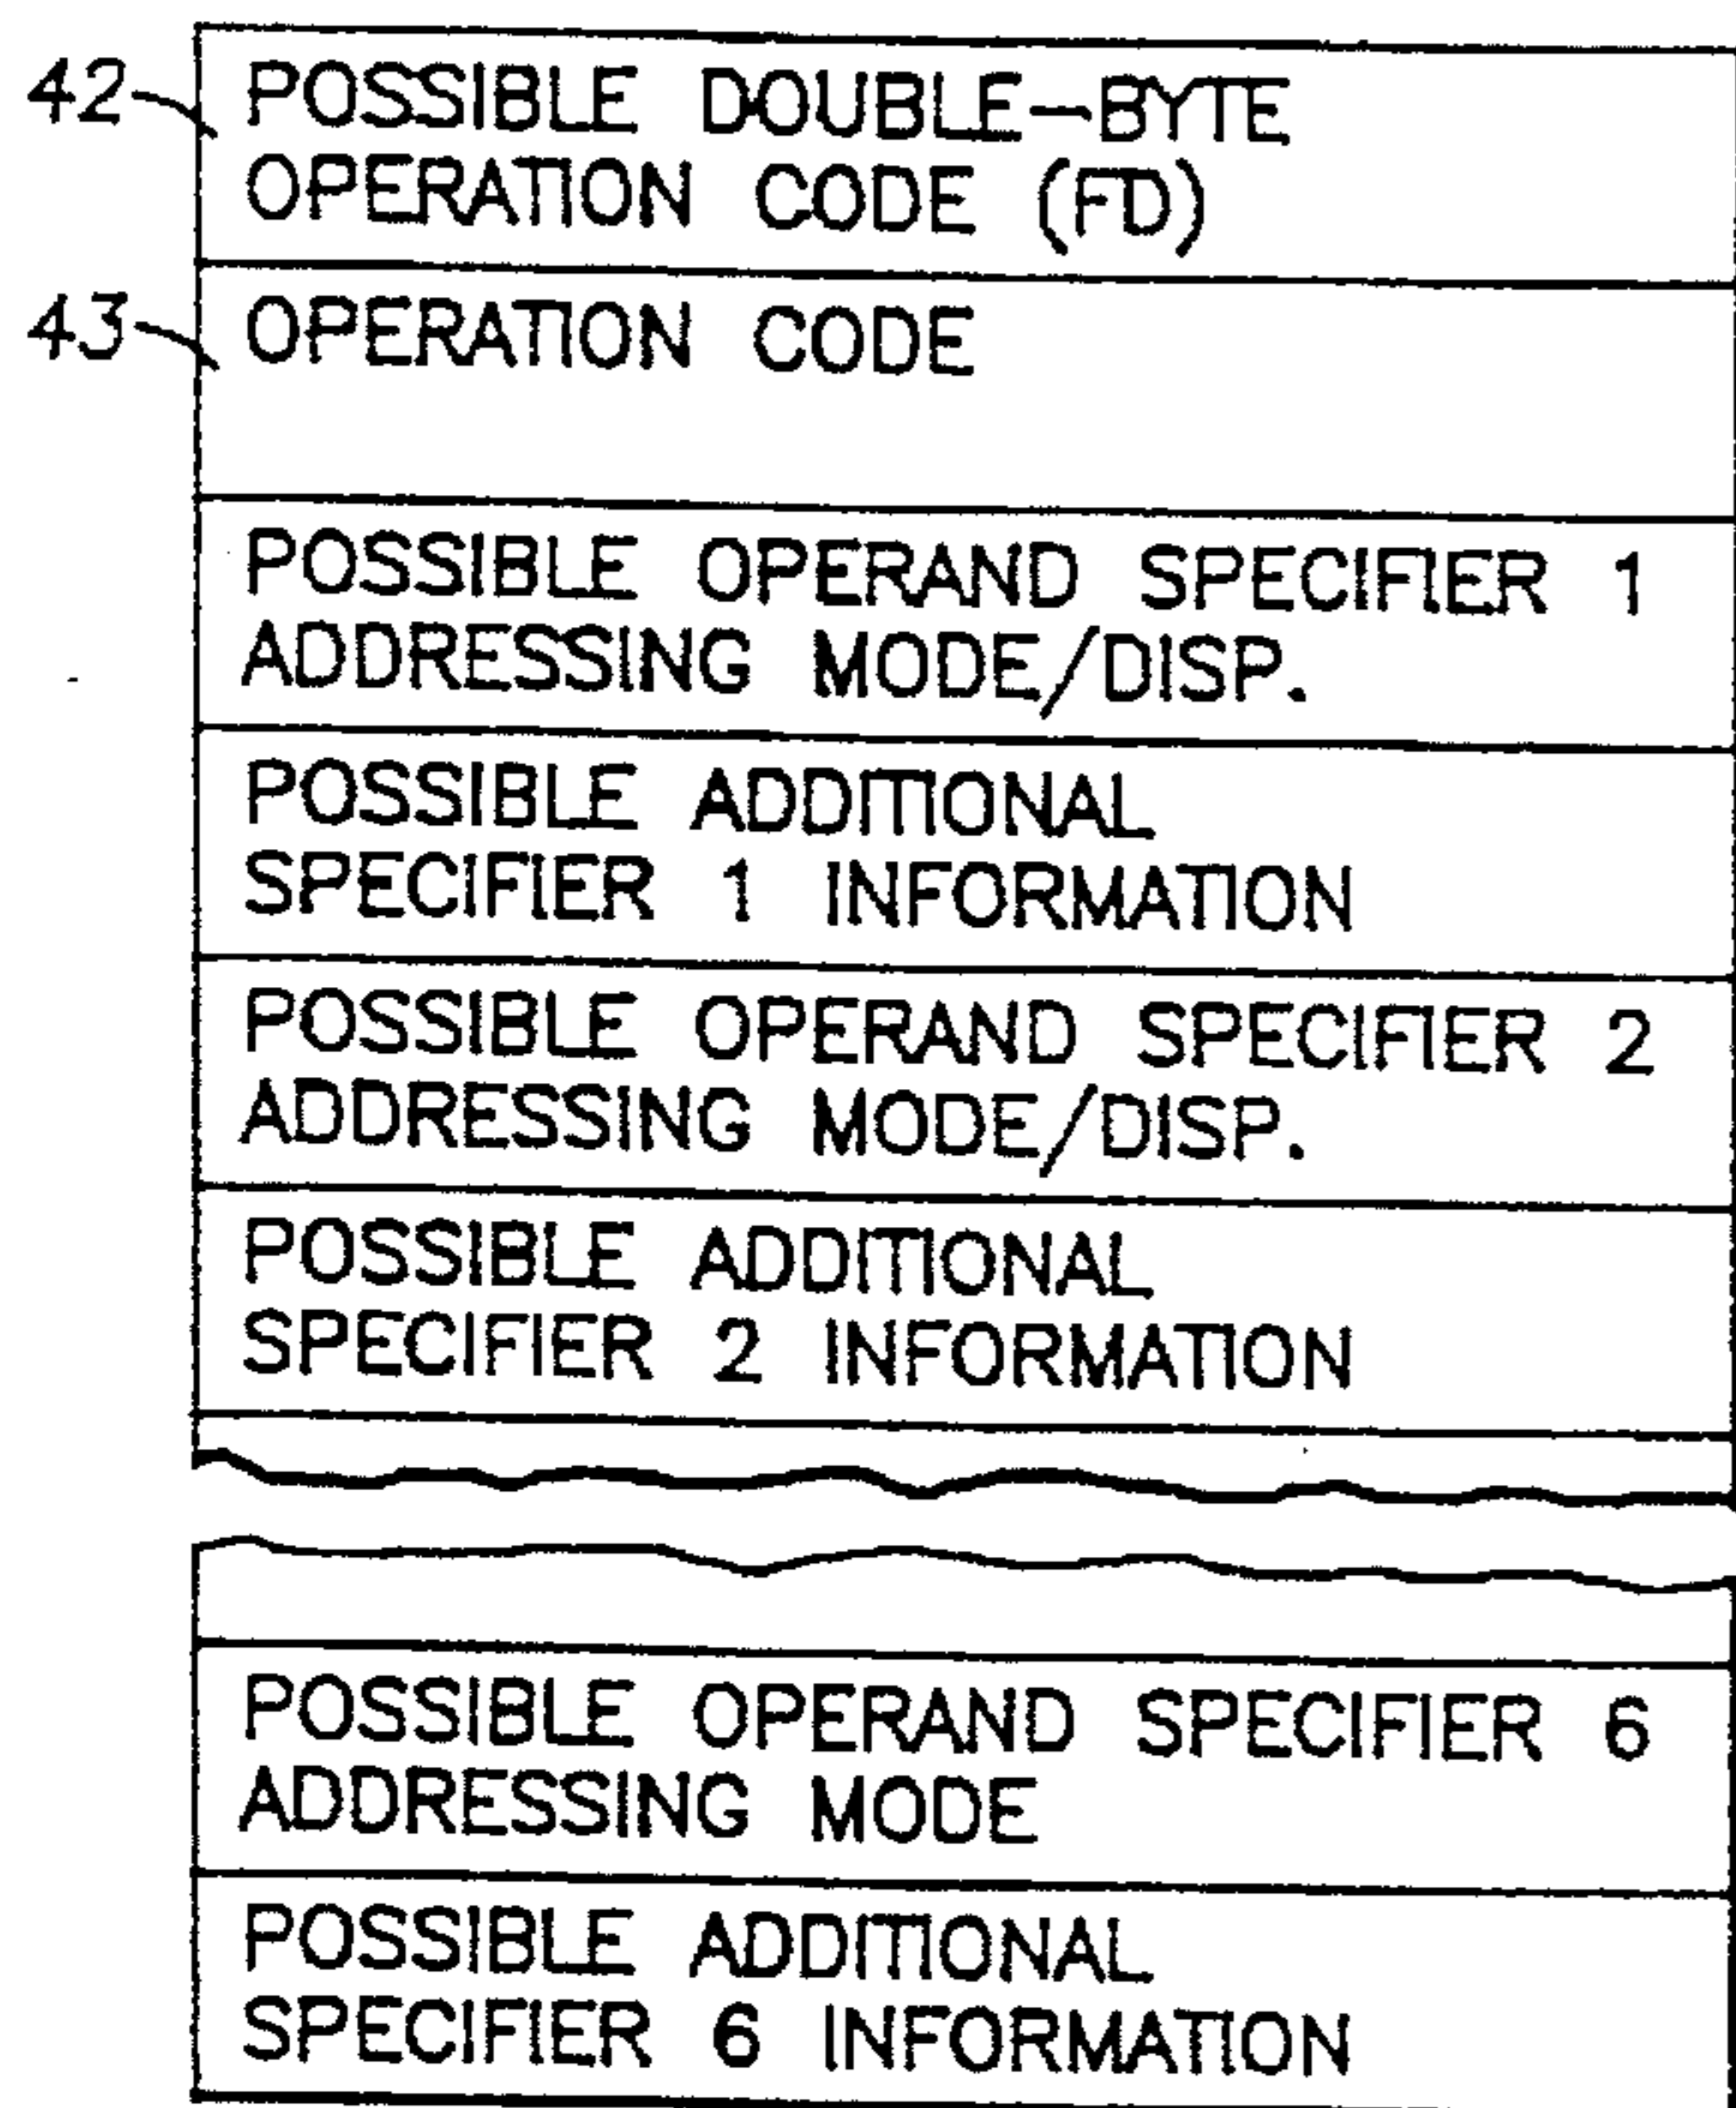 42 POSSIBLE DOUBLE-BYTE
OPERATION CODE (FD)
43 OPERATION CODE
POSSIBLE OPERAND SPECIFIER 1
ADDRESSING MODE/DISP.
POSSIBLE ADDITIONAL
SPECIFIER 1 INFORMATION
POSSIBLE OPERAND SPECIFIER 2
ADDRESSING MODE/DISP.
POSSIBLE ADDITIONAL
SPECIFIER 2 INFORMATION
POSSIBLE OPERAND SPECIFIER 6
ADDRESSING MODE
POSSIBLE ADDITIONAL
SPECIFIER 6 INFORMATION